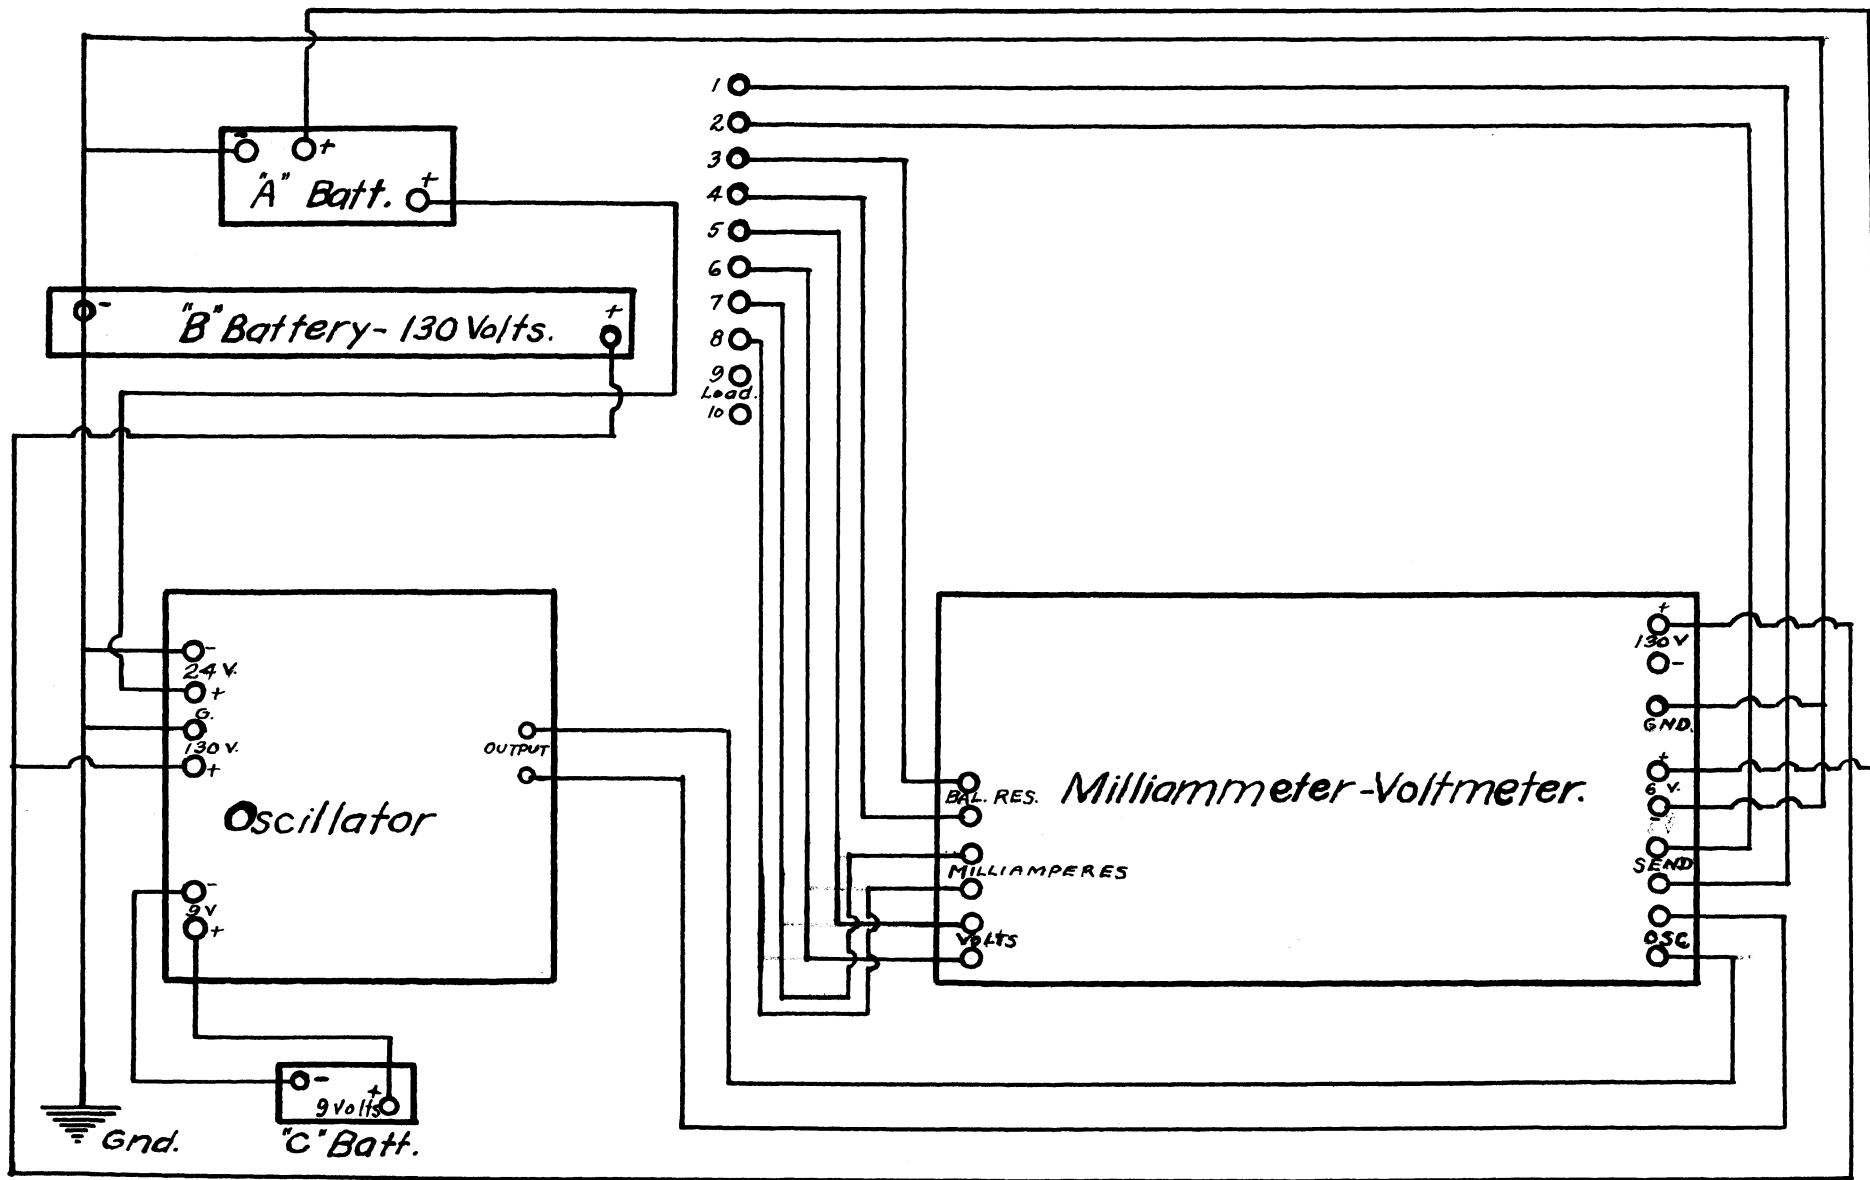 1
2
3
4
5
6
7
8
9
Load.
10
- +
"A" Batt. +
- "B" Battery - 130 Volts. +
-
24 V.
+
G.
130 V.
+
OUTPUT
Oscillator
-
9 V
+
-
+
9 Volts
"C" Batt.
Gnd.
BAL. RES.
MILLIAMPERES
VOLTS
Milliammeter-Voltmeter.
+
130 V
-
GND.
+
6 V.
-
SEND
OSC.